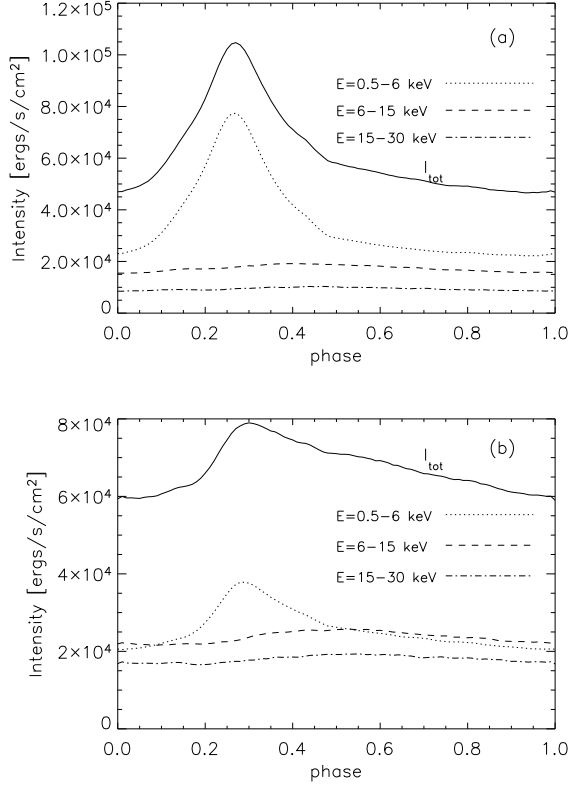 1.2×10⁵
(a)
1.0×10⁵
E=0.5−6 keV
8.0×10⁴
E=6−15 keV
E=15−30 keV
6.0×10⁴
I_tot
4.0×10⁴
2.0×10⁴
0
Intensity [ergs/s/cm²]
0.0 0.2 0.4 0.6 0.8 1.0
phase
8×10⁴
(b)
I_tot
6×10⁴
E=0.5−6 keV
E=6−15 keV
E=15−30 keV
4×10⁴
2×10⁴
0
Intensity [ergs/s/cm²]
0.0 0.2 0.4 0.6 0.8 1.0
phase